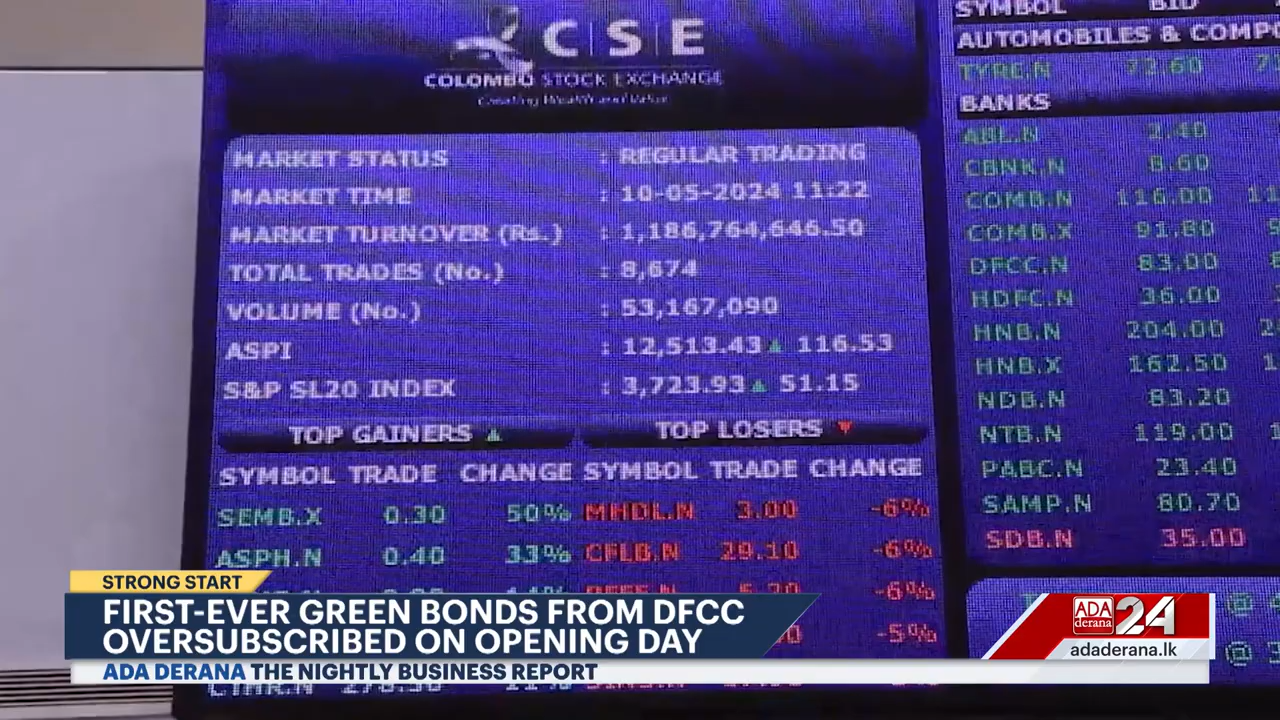 C S E
COLOMBO STOCK EXCHANGE
Creating Wealth and Value
MARKET STATUS : REGULAR TRADING
MARKET TIME : 10-05-2024 11:22
MARKET TURNOVER (Rs.) : 1,186,764,646.50
TOTAL TRADES (No.) : 8,674
VOLUME (No.) : 53,167,090
ASPI : 12,513.43 ▲ 116.53
S&P SL20 INDEX : 3,723.93 ▲ 51.15
TOP GAINERS ▲ TOP LOSERS ▼
SYMBOL TRADE CHANGE SYMBOL TRADE CHANGE
SEMB.X 0.30 50% MHDL.N 3.00 -6%
ASPH.N 0.40 33% CFLB.N 29.10 -6%
-6%
-5%
SYMBOL BID
AUTOMOBILES &
TYRE.N 72.60
BANKS
ABL.N 2.40
CBNK.N 8.60
COMB.N 116.00
COMB.X 91.80
DFCC.N 83.00
HDFC.N 36.00
HNB.N 204.00
HNB.X 162.50
NDB.N 83.20
NTB.N 119.00
PABC.N 23.40
SAMP.N 80.70
SDB.N 35.00
STRONG START
FIRST-EVER GREEN BONDS FROM DFCC
OVERSUBSCRIBED ON OPENING DAY
ADA DERANA THE NIGHTLY BUSINESS REPORT
ADA
derana 24
adaderana.lk